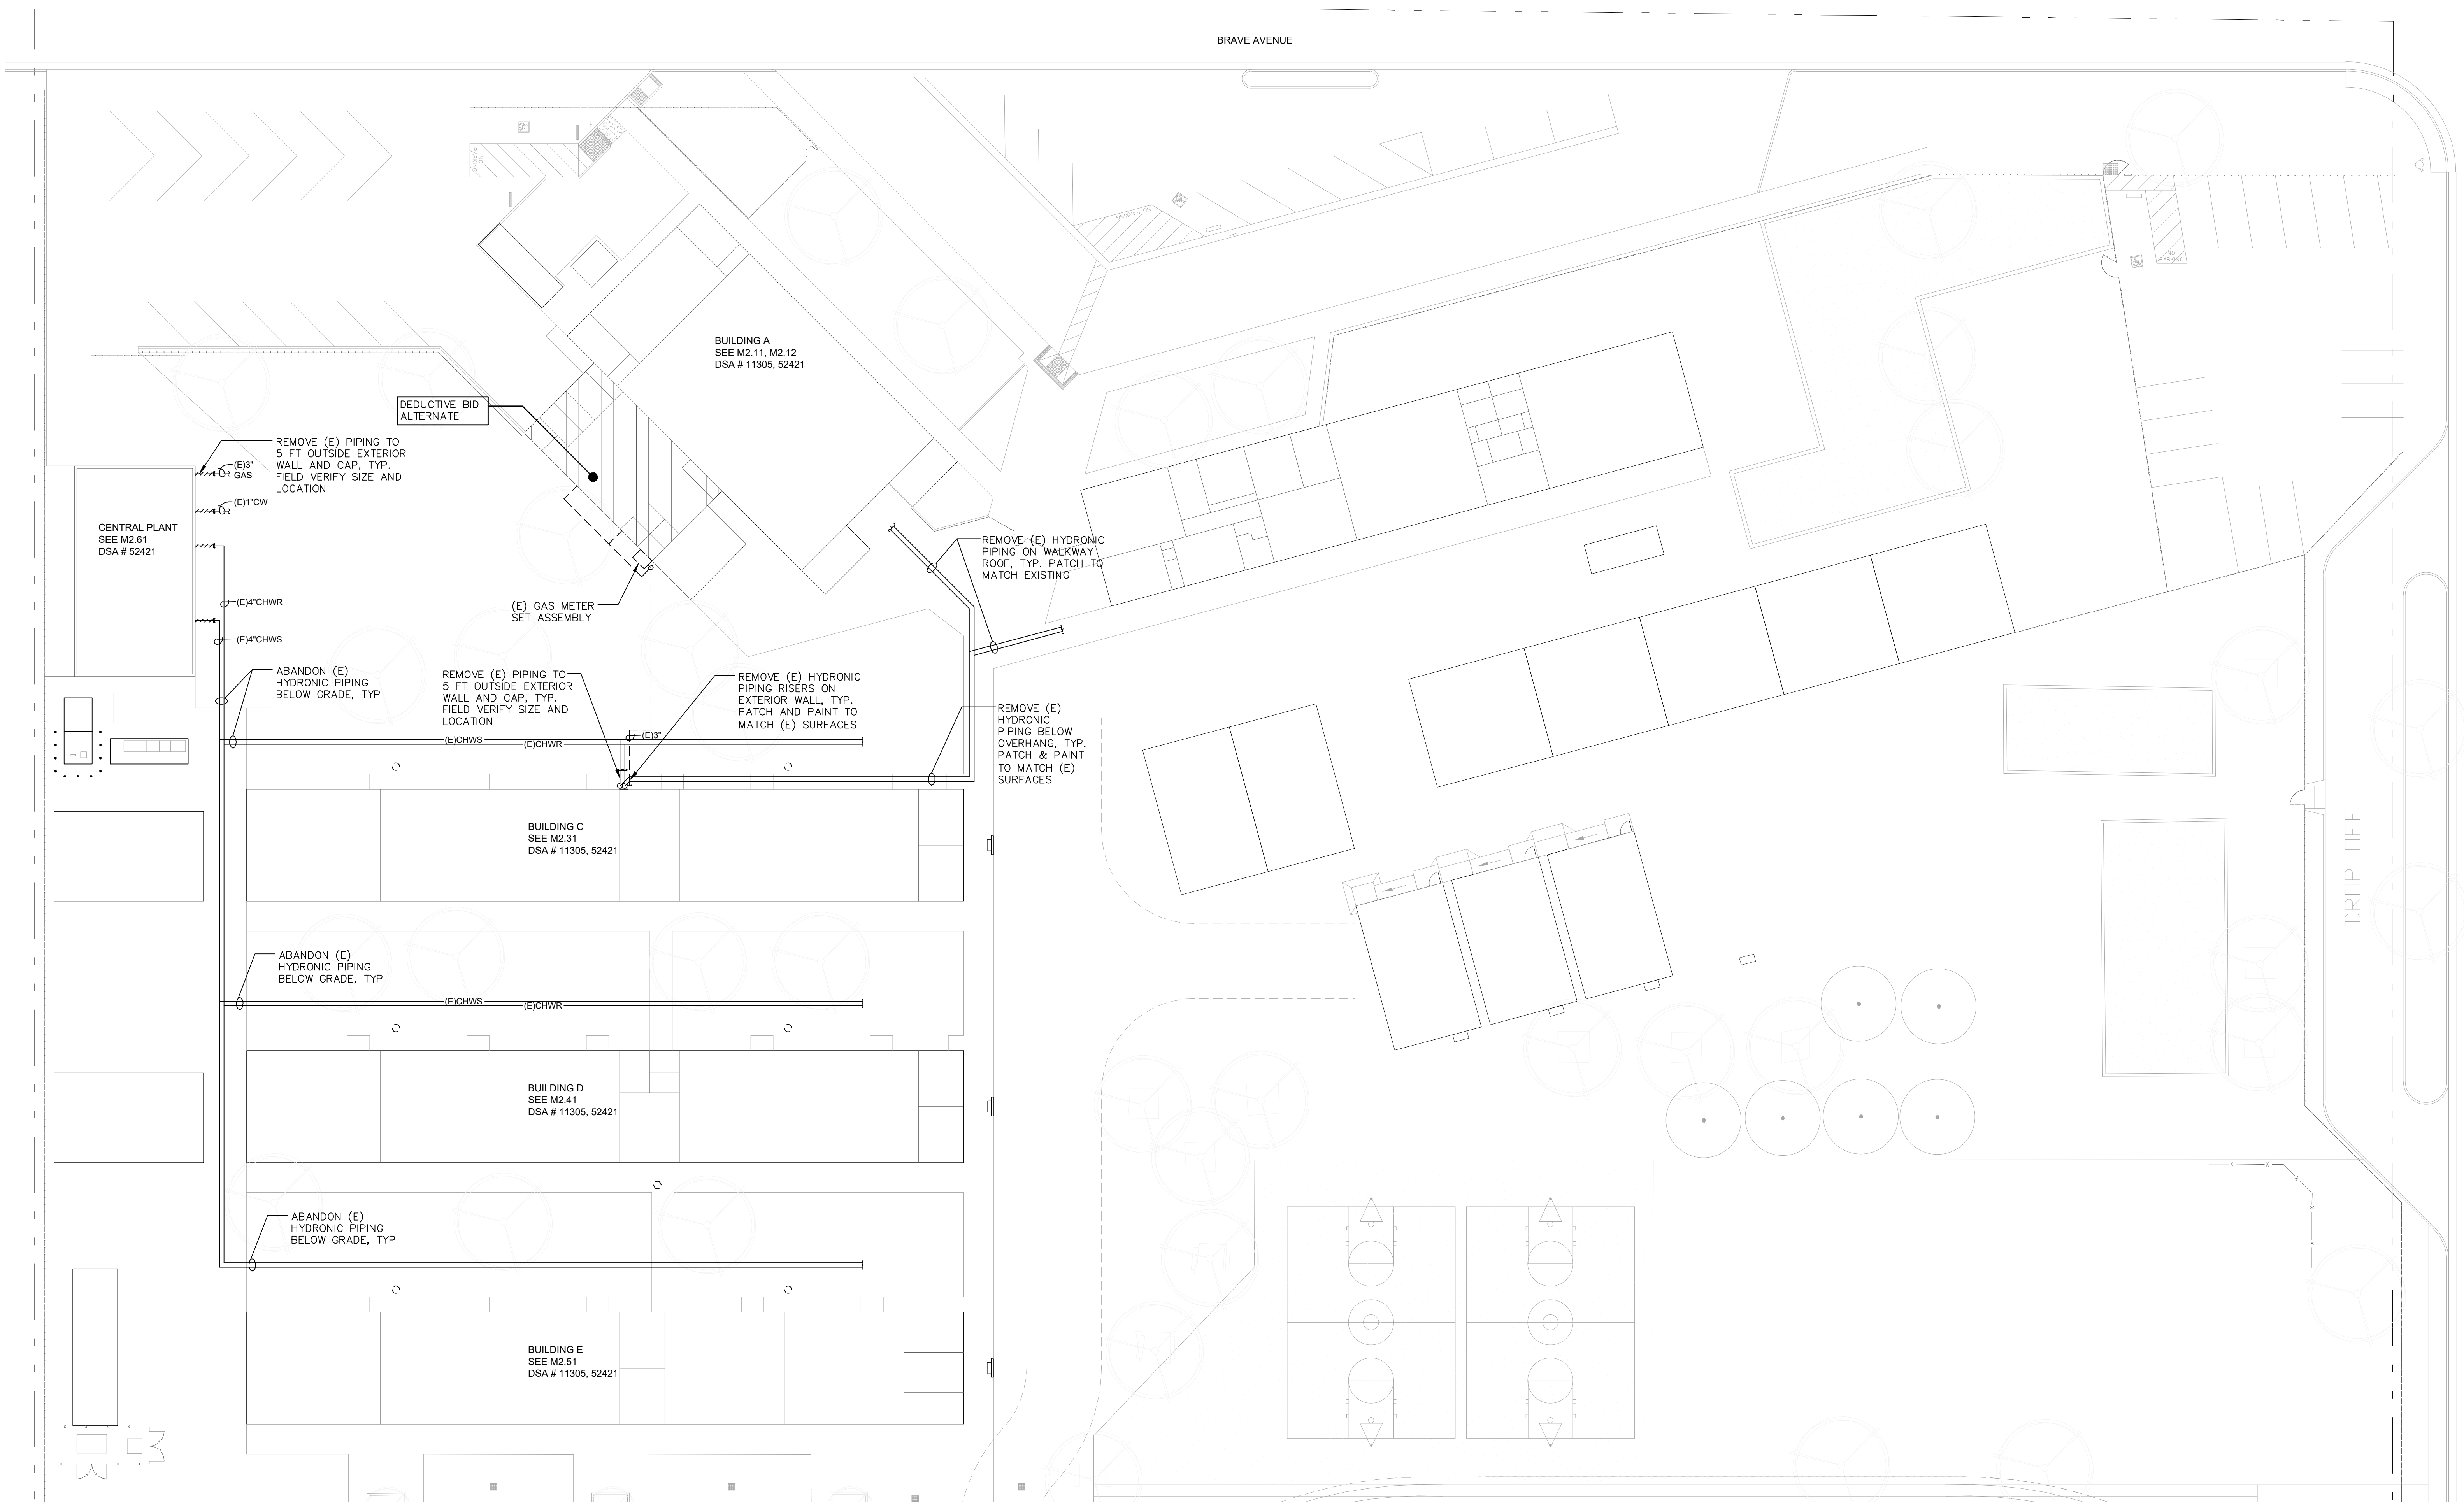 BRAVE AVENUE
NO
PARKING
NO PARKING
NO
PARKING
BUILDING A
SEE M2.11, M2.12
DSA # 11305, 52421
DEDUCTIVE BID
ALTERNATE
REMOVE (E) PIPING TO
5 FT OUTSIDE EXTERIOR
WALL AND CAP, TYP.
FIELD VERIFY SIZE AND
LOCATION
(E)3"
GAS
(E)1"CW
CENTRAL PLANT
SEE M2.61
DSA # 52421
REMOVE (E) HYDRONIC
PIPING ON WALKWAY
ROOF, TYP. PATCH TO
MATCH EXISTING
(E)4"CHWR
(E) GAS METER
SET ASSEMBLY
(E)4"CHWS
ABANDON (E)
HYDRONIC PIPING
BELOW GRADE, TYP
REMOVE (E) PIPING TO
5 FT OUTSIDE EXTERIOR
WALL AND CAP, TYP.
FIELD VERIFY SIZE AND
LOCATION
REMOVE (E) HYDRONIC
PIPING RISERS ON
EXTERIOR WALL, TYP.
PATCH AND PAINT TO
MATCH (E) SURFACES
REMOVE (E)
HYDRONIC
PIPING BELOW
OVERHANG, TYP.
PATCH & PAINT
TO MATCH (E)
SURFACES
(E)CHWS
(E)CHWR
(E)3"
BUILDING C
SEE M2.31
DSA # 11305, 52421
DROP OFF
ABANDON (E)
HYDRONIC PIPING
BELOW GRADE, TYP
(E)CHWS
(E)CHWR
BUILDING D
SEE M2.41
DSA # 11305, 52421
ABANDON (E)
HYDRONIC PIPING
BELOW GRADE, TYP
BUILDING E
SEE M2.51
DSA # 11305, 52421